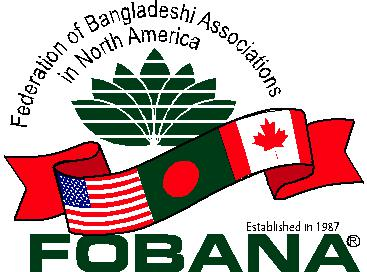 Federation of Bangladeshi Associations
in North America
Established in 1987
FOBANA®